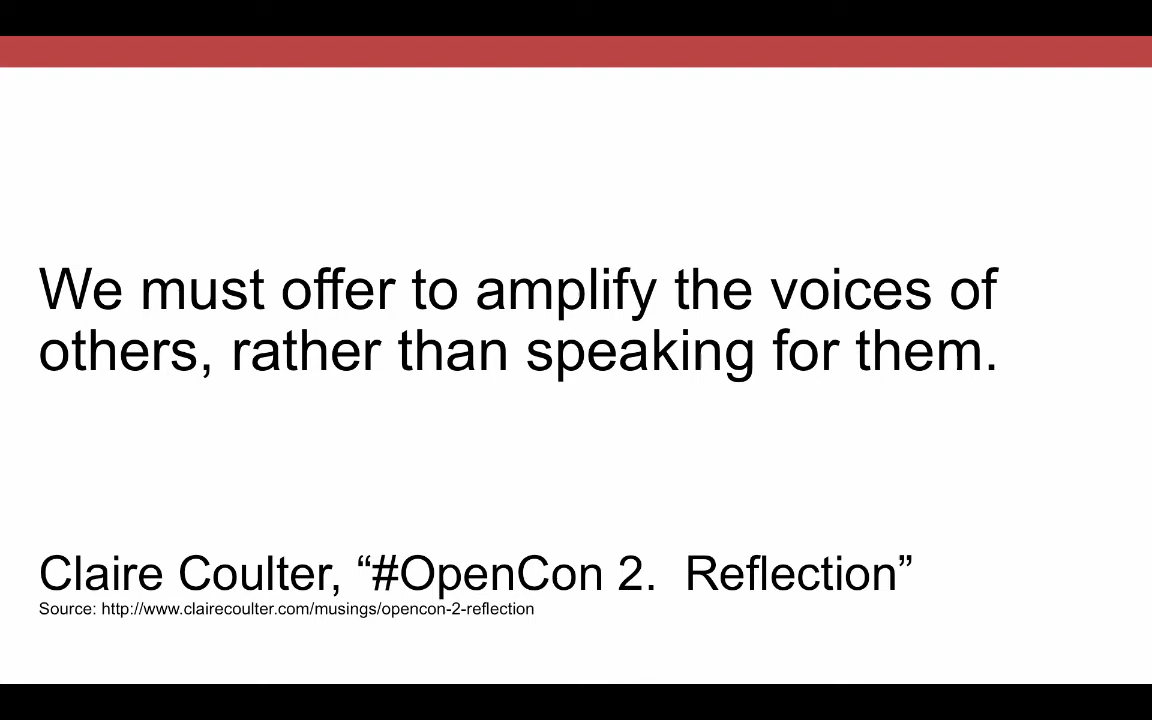 We must offer to amplify the voices of
others, rather than speaking for them.
Claire Coulter, “#OpenCon 2.  Reflection”
Source: http://www.clairecoulter.com/musings/opencon-2-reflection